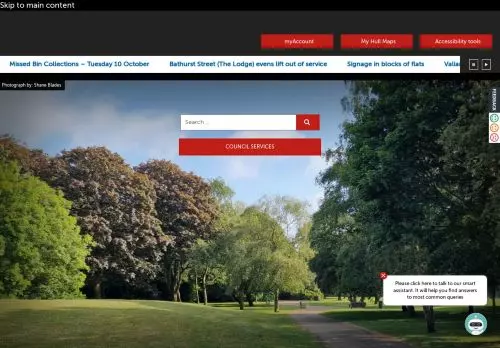 Skip to main content
myAccount
My Hull Maps
Accessibility tools
Missed Bin Collections – Tuesday 10 October
Bathurst Street (The Lodge) evens lift out of service
Signage in blocks of flats
Photograph by: Shane Blades
FEEDBACK
Search ...
COUNCIL SERVICES
Please click here to talk to our smart
assistant. It will help you find answers
to most common queries